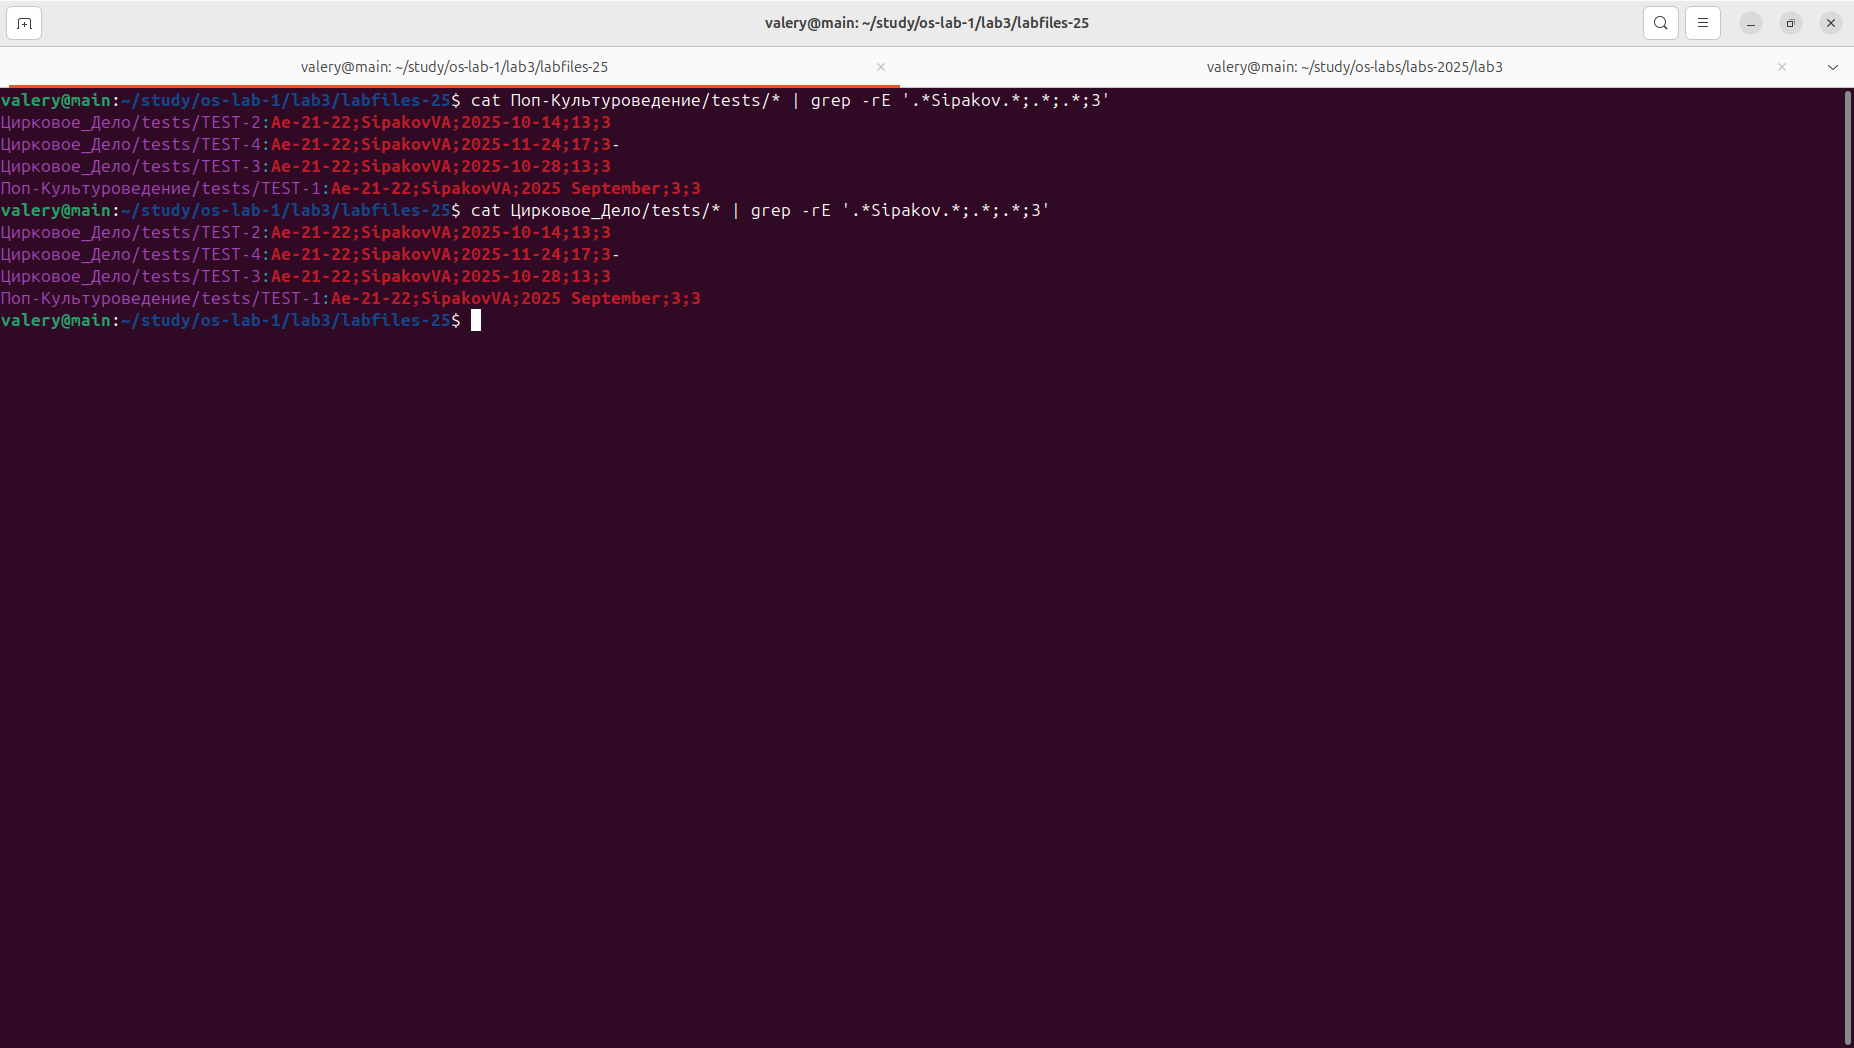 valery@main: ~/study/os-lab-1/lab3/labfiles-25
valery@main: ~/study/os-lab-1/lab3/labfiles-25
valery@main: ~/study/os-labs/labs-2025/lab3
valery@main:~/study/os-lab-1/lab3/labfiles-25$ cat Поп-Культуроведение/tests/* | grep -rE '.*Sipakov.*;.*;.*;3'
Цирковое_Дело/tests/TEST-2:Ae-21-22;SipakovVA;2025-10-14;13;3
Цирковое_Дело/tests/TEST-4:Ae-21-22;SipakovVA;2025-11-24;17;3-
Цирковое_Дело/tests/TEST-3:Ae-21-22;SipakovVA;2025-10-28;13;3
Поп-Культуроведение/tests/TEST-1:Ae-21-22;SipakovVA;2025 September;3;3
valery@main:~/study/os-lab-1/lab3/labfiles-25$ cat Цирковое_Дело/tests/* | grep -rE '.*Sipakov.*;.*;.*;3'
Цирковое_Дело/tests/TEST-2:Ae-21-22;SipakovVA;2025-10-14;13;3
Цирковое_Дело/tests/TEST-4:Ae-21-22;SipakovVA;2025-11-24;17;3-
Цирковое_Дело/tests/TEST-3:Ae-21-22;SipakovVA;2025-10-28;13;3
Поп-Культуроведение/tests/TEST-1:Ae-21-22;SipakovVA;2025 September;3;3
valery@main:~/study/os-lab-1/lab3/labfiles-25$